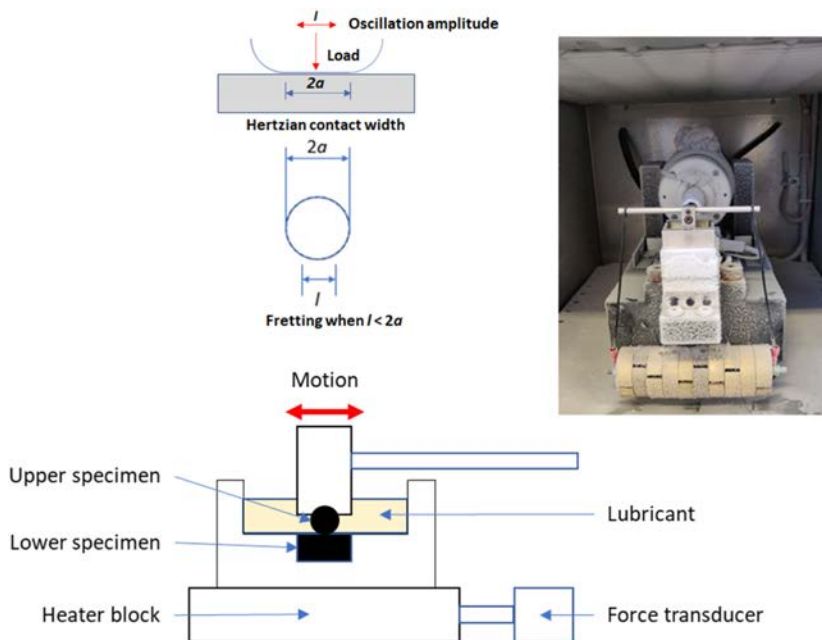 l
Oscillation amplitude
Load
2a
Hertzian contact width
2a
l
Fretting when l < 2a
Motion
Upper specimen
Lubricant
Lower specimen
Heater block
Force transducer